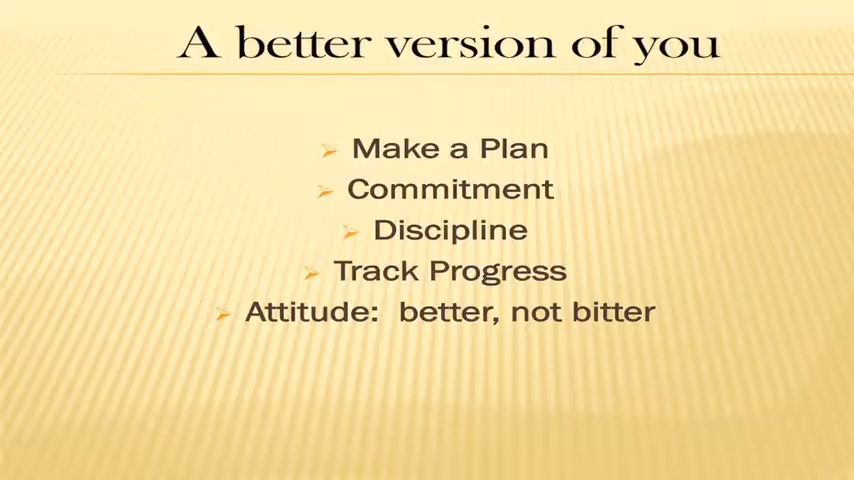 A better version of you
Make a Plan
Commitment
Discipline
Track Progress
Attitude:  better, not bitter